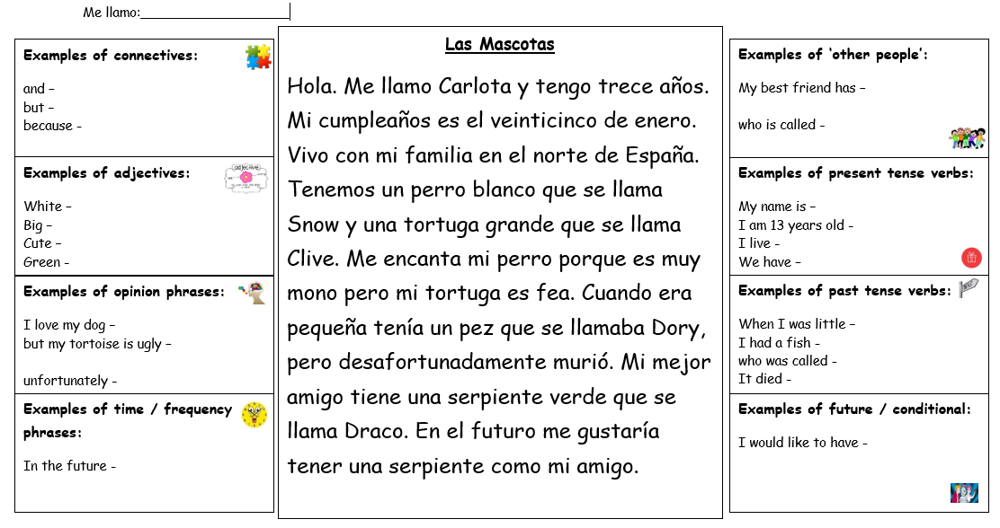 Me llamo:____________________
Examples of connectives:
and –
but –
because -
Examples of adjectives:
White –
Big –
Cute –
Green -
Examples of opinion phrases:
I love my dog –
but my tortoise is ugly –
unfortunately -
Examples of time / frequency
phrases:
In the future -
Las Mascotas
Hola. Me llamo Carlota y tengo trece años.
Mi cumpleaños es el veinticinco de enero.
Vivo con mi familia en el norte de España.
Tenemos un perro blanco que se llama
Snow y una tortuga grande que se llama
Clive. Me encanta mi perro porque es muy
mono pero mi tortuga es fea. Cuando era
pequeña tenía un pez que se llamaba Dory,
pero desafortunadamente murió. Mi mejor
amigo tiene una serpiente verde que se
llama Draco. En el futuro me gustaría
tener una serpiente como mi amigo.
Examples of ‘other people’:
My best friend has –
who is called -
Examples of present tense verbs:
My name is –
I am 13 years old -
I live -
We have –
Examples of past tense verbs:
When I was little –
I had a fish -
who was called -
It died -
Examples of future / conditional:
I would like to have -